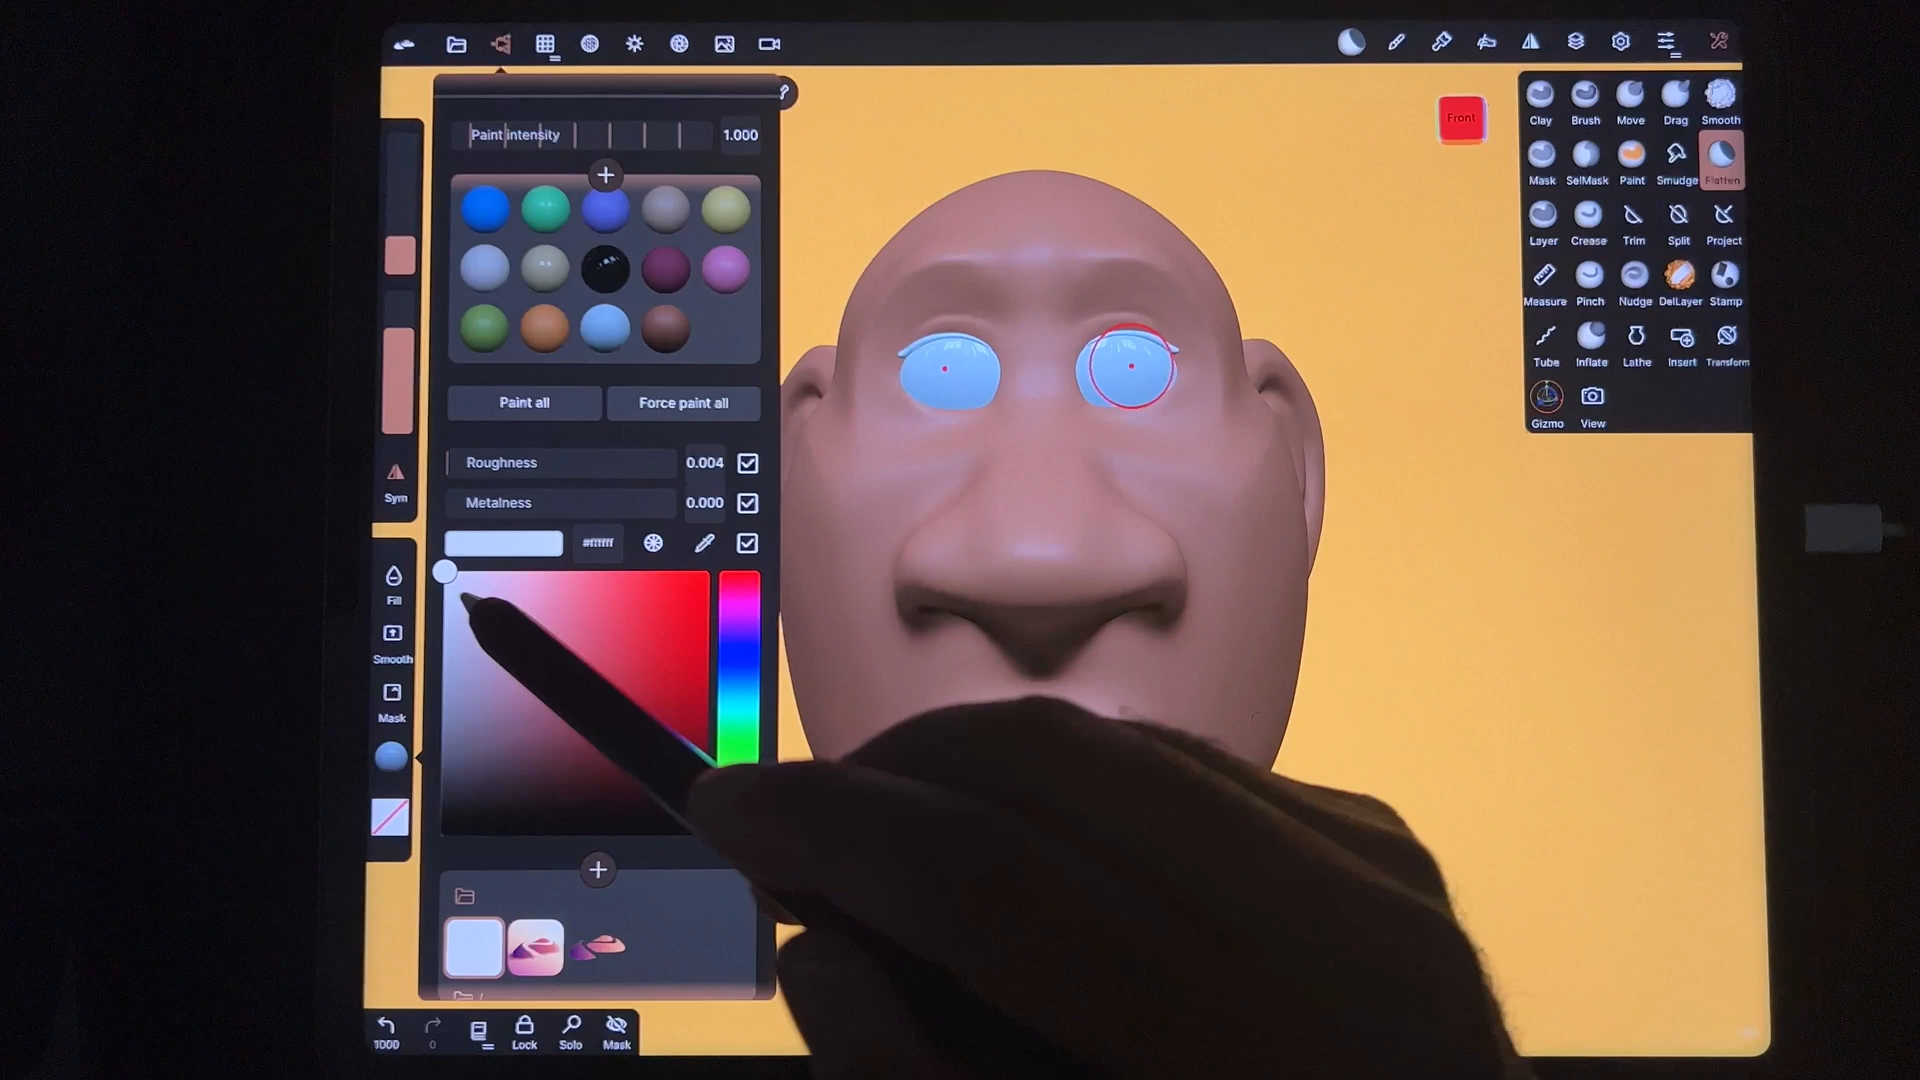 Paint intensity 1.000
Front
Clay Brush Move Drag Smooth
Mask SelMask Paint Smudge Flatten
Layer Crease Trim Split Project
Measure Pinch Nudge DelLayer Stamp
Tube Inflate Lathe Insert Transform
Gizmo View
Paint all Force paint all
Roughness 0.004
Metalness 0.000
#ffffff
Sym
Fill
Smooth
Mask
1000 0 Lock Solo Mask